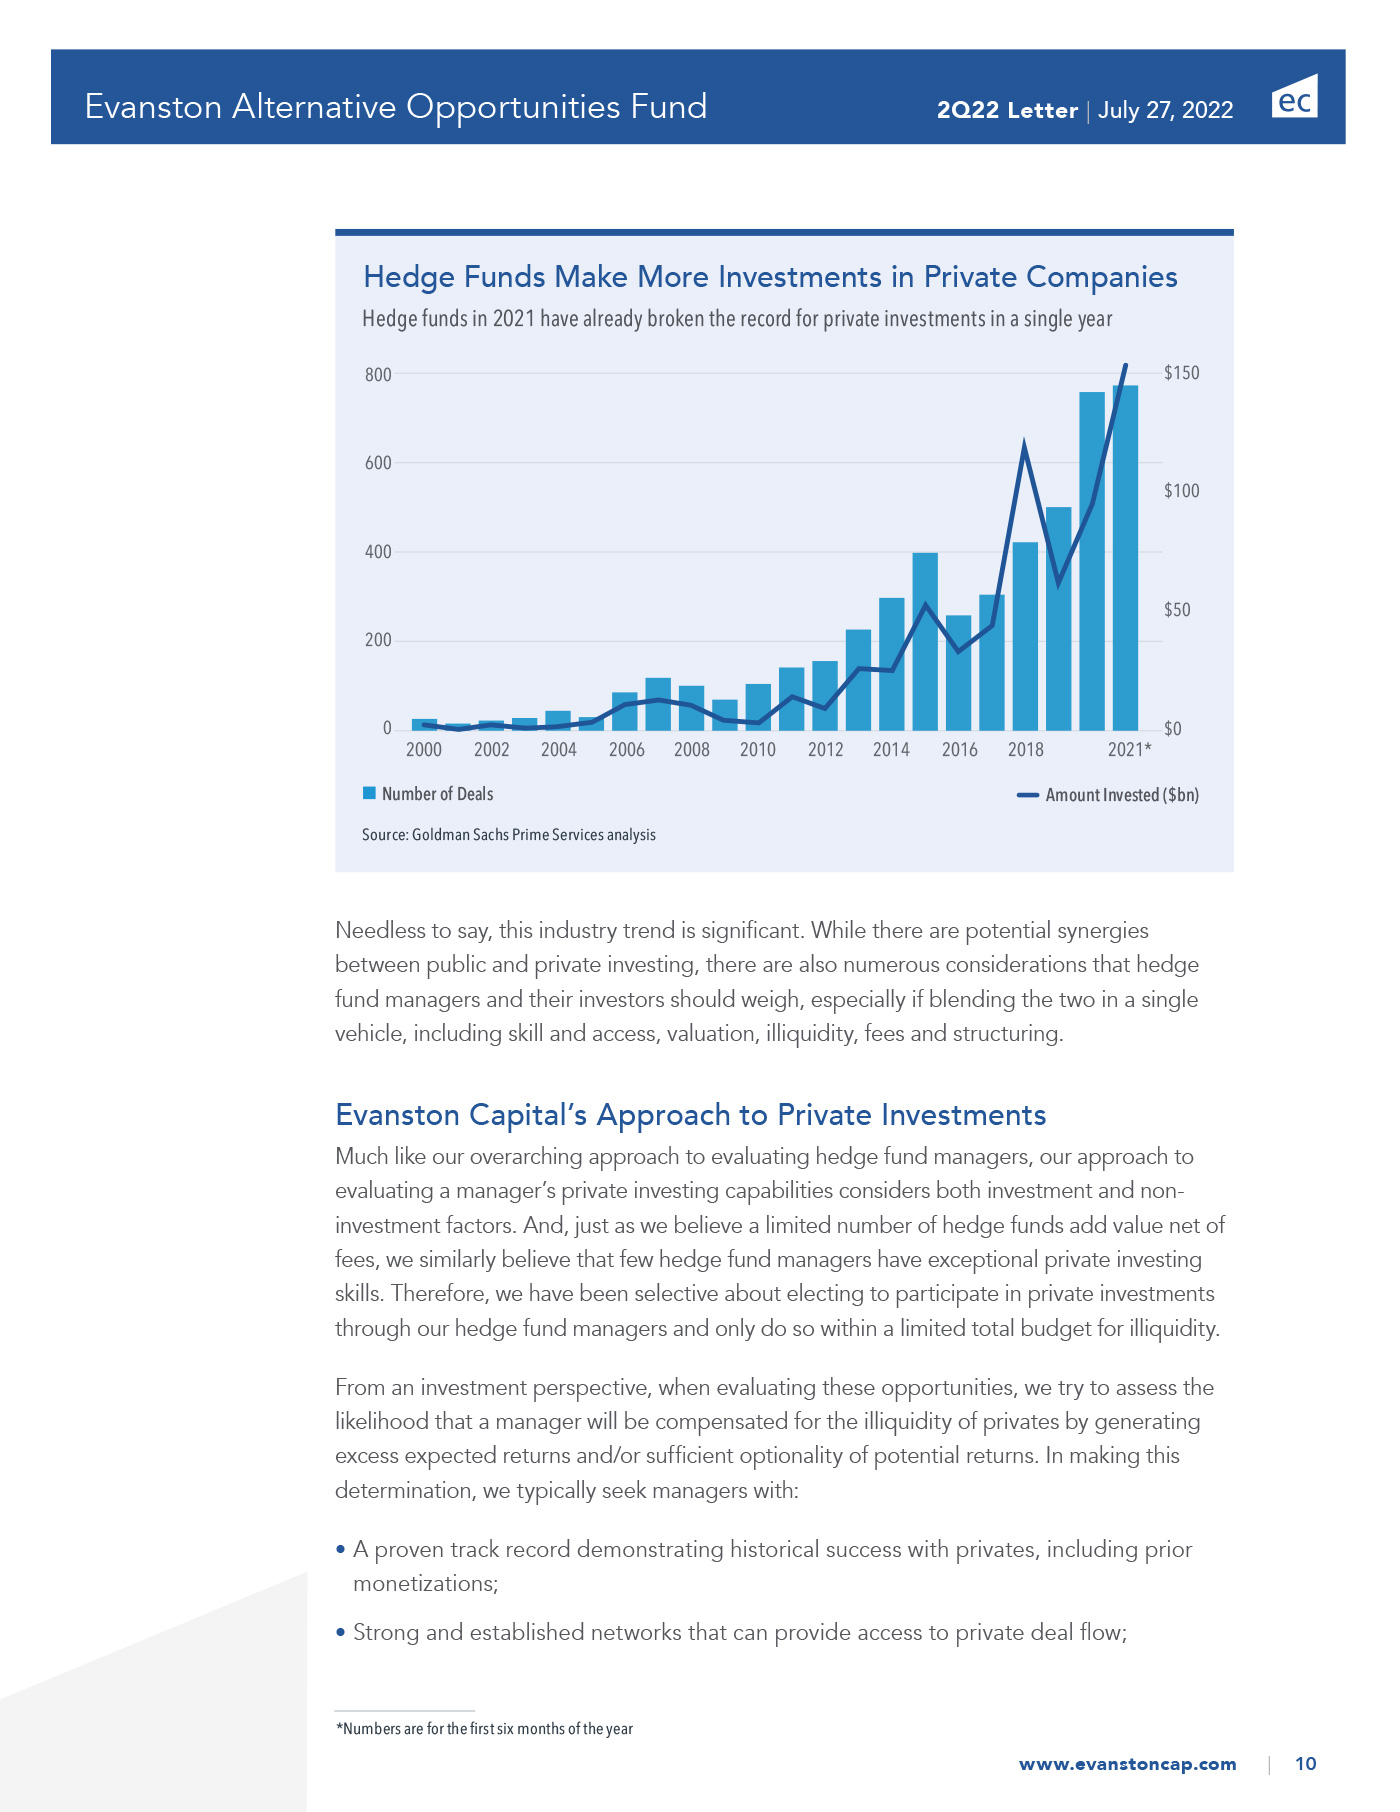 Evanston Alternative Opportunities Fund
2Q22 Letter | July 27, 2022
ec
Hedge Funds Make More Investments in Private Companies
Hedge funds in 2021 have already broken the record for private investments in a single year
800
600
400
200
0
$150
$100
$50
$0
2000 2002 2004 2006 2008 2010 2012 2014 2016 2018 2021*
Number of Deals
Amount Invested ($bn)
Source: Goldman Sachs Prime Services analysis
Needless to say, this industry trend is significant. While there are potential synergies
between public and private investing, there are also numerous considerations that hedge
fund managers and their investors should weigh, especially if blending the two in a single
vehicle, including skill and access, valuation, illiquidity, fees and structuring.
Evanston Capital’s Approach to Private Investments
Much like our overarching approach to evaluating hedge fund managers, our approach to
evaluating a manager’s private investing capabilities considers both investment and non-
investment factors. And, just as we believe a limited number of hedge funds add value net of
fees, we similarly believe that few hedge fund managers have exceptional private investing
skills. Therefore, we have been selective about electing to participate in private investments
through our hedge fund managers and only do so within a limited total budget for illiquidity.
From an investment perspective, when evaluating these opportunities, we try to assess the
likelihood that a manager will be compensated for the illiquidity of privates by generating
excess expected returns and/or sufficient optionality of potential returns. In making this
determination, we typically seek managers with:
• A proven track record demonstrating historical success with privates, including prior
monetizations;
• Strong and established networks that can provide access to private deal flow;
*Numbers are for the first six months of the year
www.evanstoncap.com | 10